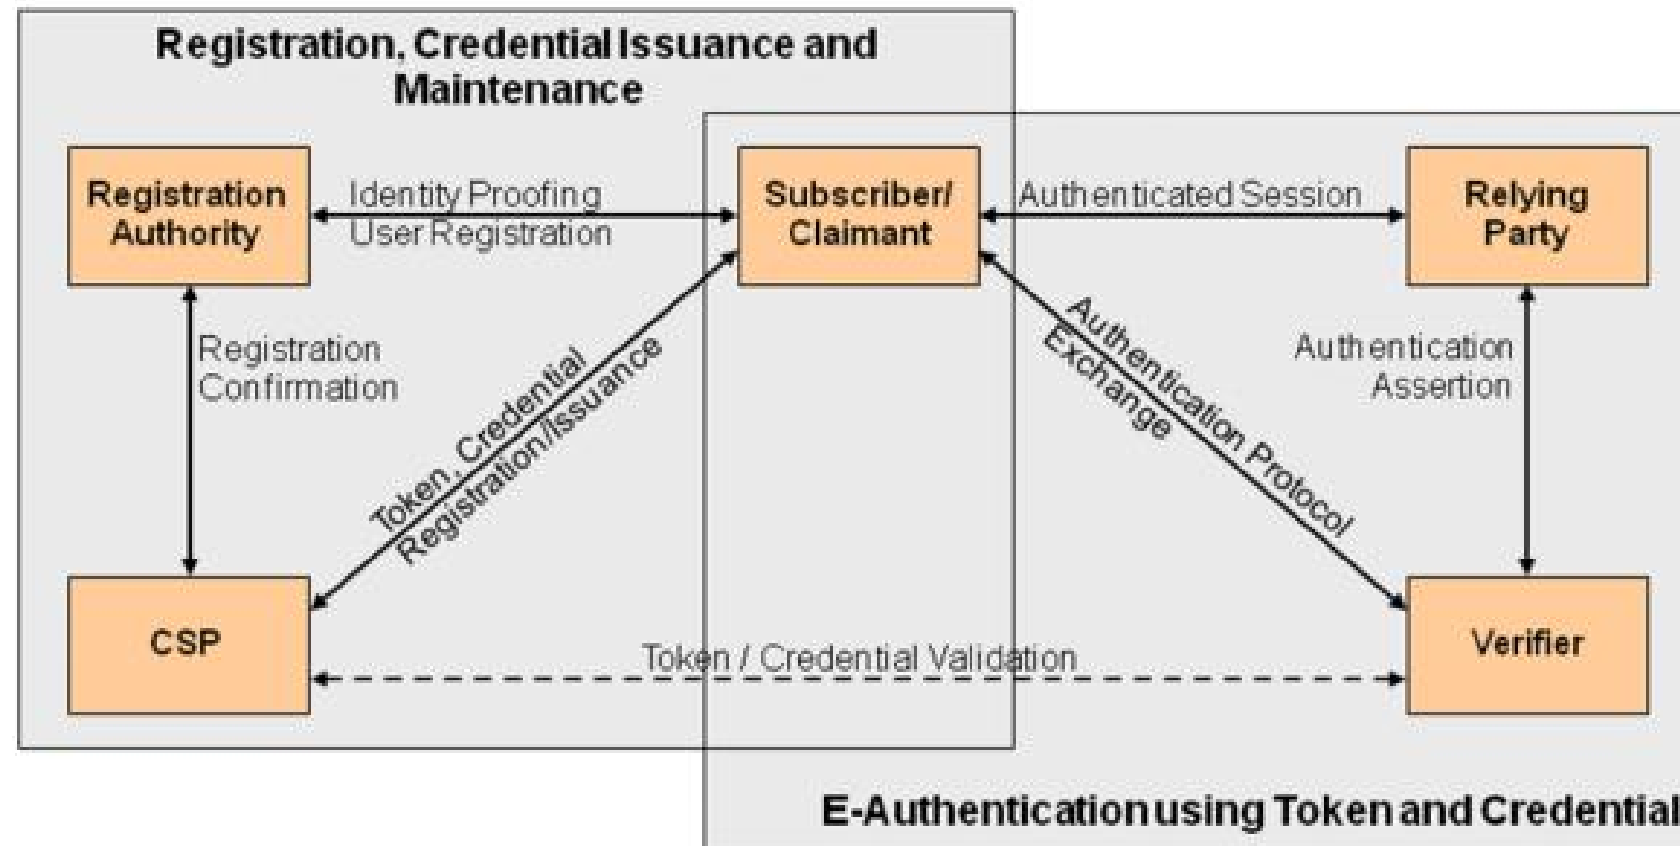 Registration, Credential Issuance and
Maintenance
Registration
Authority
Identity Proofing
User Registration
Subscriber/
Claimant
Authenticated Session
Relying
Party
Registration
Confirmation
Token, Credential
Registration/Issuance
Authentication Protocol
Exchange
Authentication
Assertion
CSP
Token / Credential Validation
Verifier
E-Authentication using Token and Credential